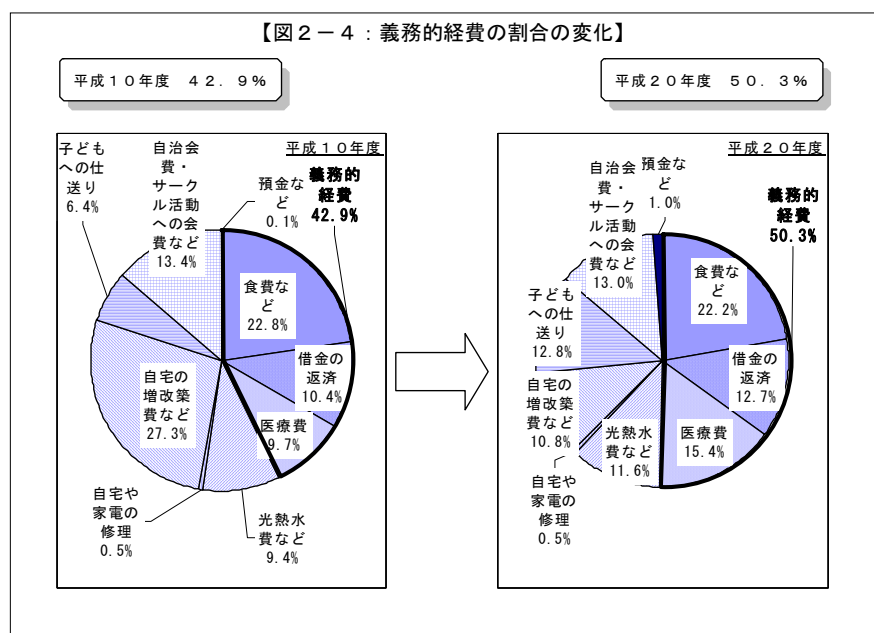 【図２－４：義務的経費の割合の変化】
平成１０年度　４２．９％
平成２０年度　５０．３％
平成１０年度
子ども
への仕
送り
6.4%
自治会
費・
サーク
ル活動
への会
費など
13.4%
預金な
ど
0.1%
義務的
経費
42.9%
食費な
ど
22.8%
借金の
返済
10.4%
医療費
9.7%
自宅の
増改築
費など
27.3%
自宅や
家電の
修理
0.5%
光熱水
費など
9.4%
平成２０年度
自治会
費・
サーク
ル活動
への会
費など
13.0%
預金な
ど
1.0%
義務的
経費
50.3%
食費な
ど
22.2%
子ども
への仕
送り
12.8%
借金の
返済
12.7%
自宅の
増改築
費など
10.8%
医療費
15.4%
光熱水
費など
11.6%
自宅や
家電の
修理
0.5%